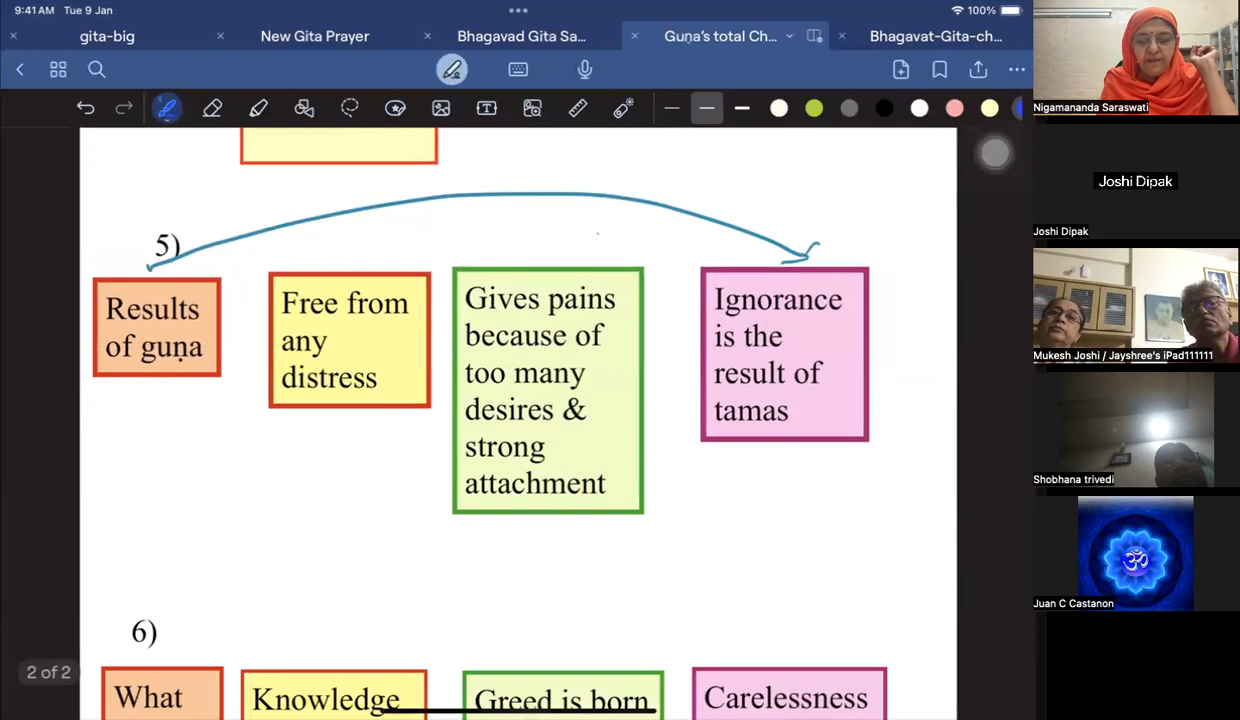 9:41 AM Tue 9 Jan
100%
gita-big
New Gita Prayer
Bhagavad Gita Sa...
Guṇa's total Ch...
Bhagavat-Gita-ch...
5)
Results
of guṇa
Free from
any
distress
Gives pains
because of
too many
desires &
strong
attachment
Ignorance
is the
result of
tamas
6)
2 of 2
What
Knowledge
Greed is born
Carelessness
Nigamananda Saraswati
Joshi Dipak
Joshi Dipak
Mukesh Joshi / Jayshree's iPad111111
Shobhana trivedi
ॐ
Juan C Castanon